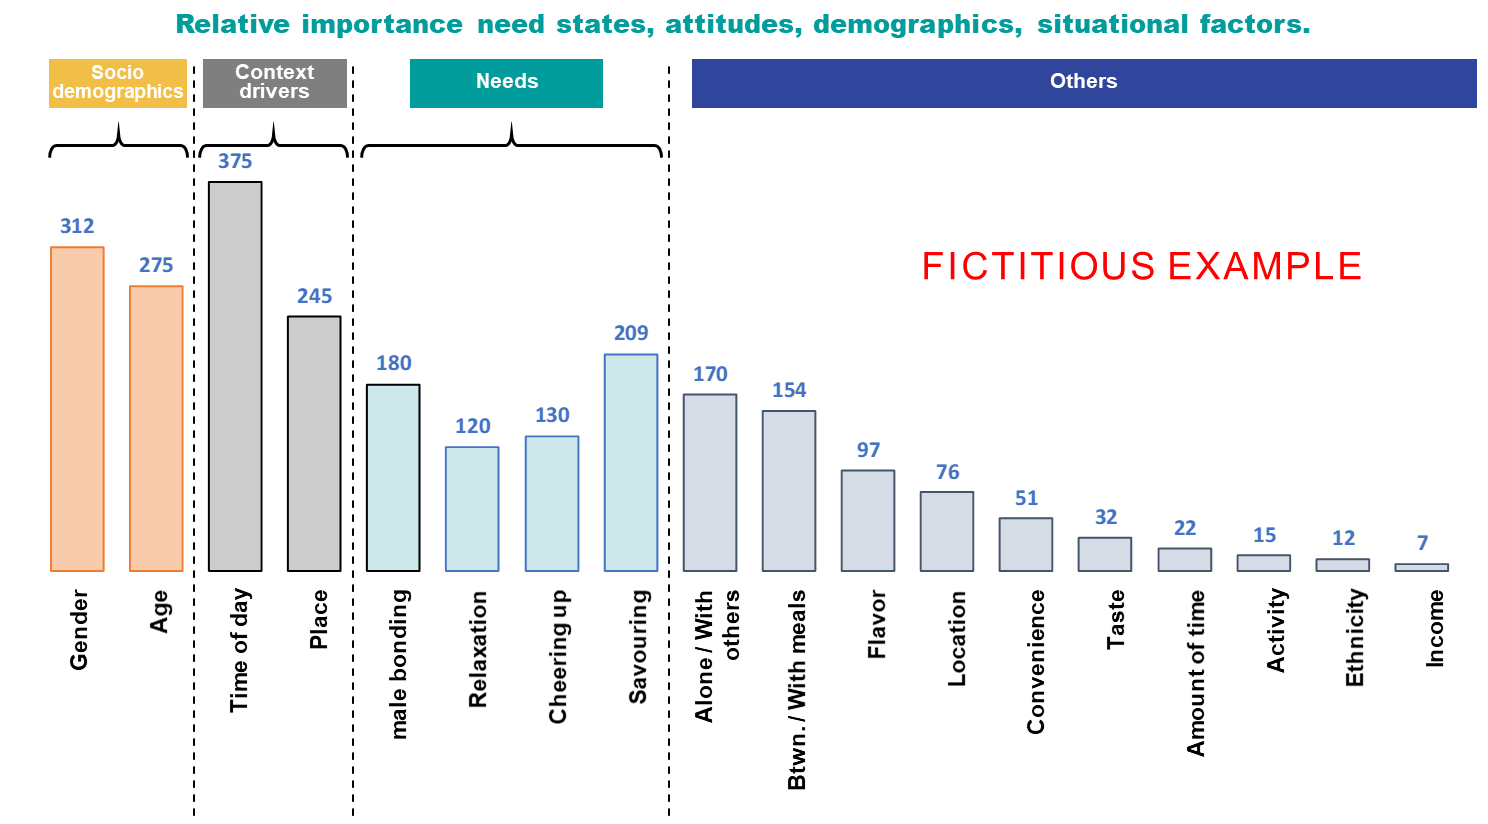 Relative importance need states, attitudes, demographics, situational factors.
Socio
demographics
Context
drivers
Needs
Others
FICTITIOUS EXAMPLE
312
275
375
245
180
120
130
209
170
154
97
76
51
32
22
15
12
7
Gender
Age
Time of day
Place
male bonding
Relaxation
Cheering up
Savouring
Alone / With
others
Btwn. / With meals
Flavor
Location
Convenience
Taste
Amount of time
Activity
Ethnicity
Income